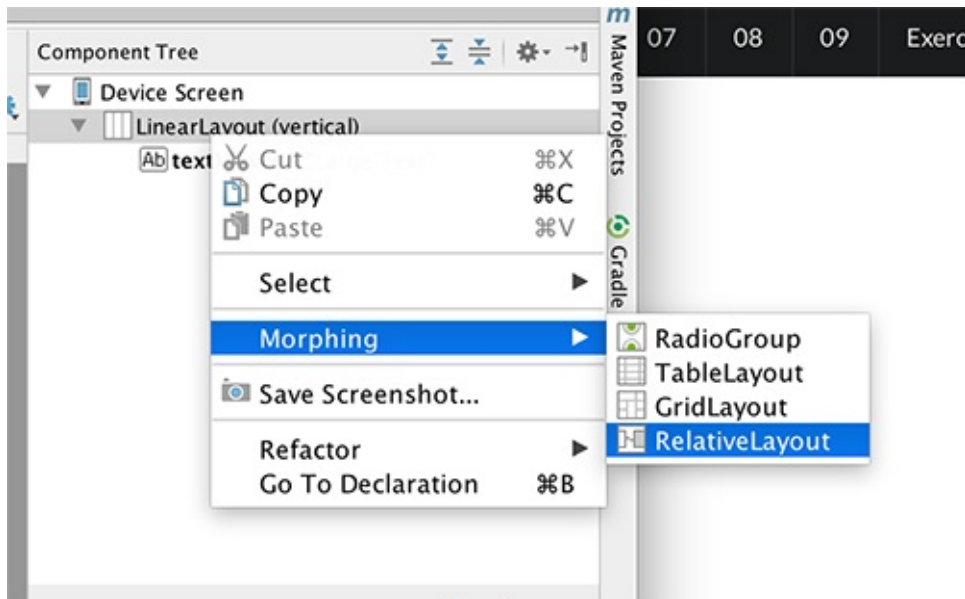 Component Tree
Device Screen
LinearLayout (vertical)
Ab text
Cut ⌘X
Copy ⌘C
Paste ⌘V
Select
Morphing
Save Screenshot...
Refactor
Go To Declaration ⌘B
RadioGroup
TableLayout
GridLayout
RelativeLayout
m Maven Projects
Gradle
07 08 09